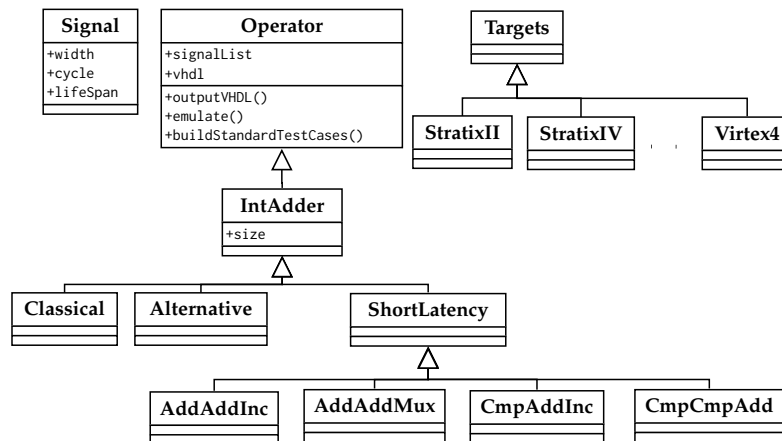 Signal
+width
+cycle
+lifeSpan
Operator
+signalList
+vhdl
+outputVHDL()
+emulate()
+buildStandardTestCases()
Targets
StratixII
StratixIV
Virtex4
IntAdder
+size
Classical
Alternative
ShortLatency
AddAddInc
AddAddMux
CmpAddInc
CmpCmpAdd